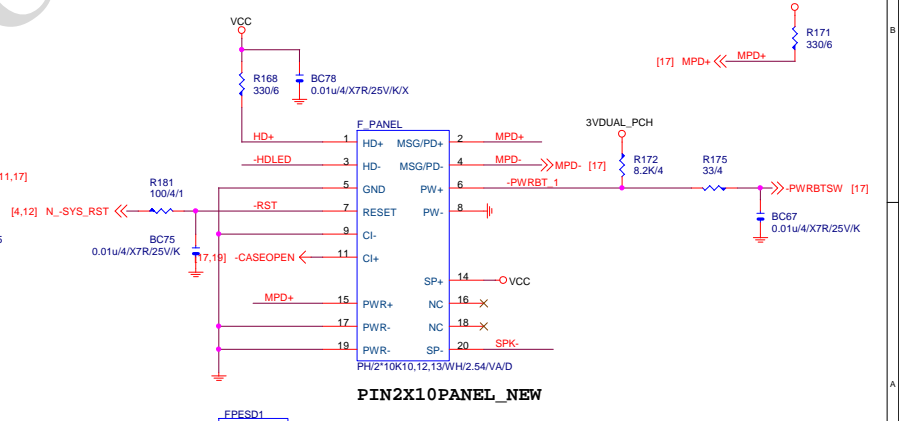 VCC
R171
330/6
B
[17] MPD+
MPD+
R168
330/6
BC78
0.01u/4/X7R/25V/K/X
F_PANEL
3VDUAL_PCH
HD+
1
HD+
MSG/PD+
2
MPD+
-HDLED
3
HD-
MSG/PD-
4
MPD-
MPD- [17]
R172
8.2K/4
R175
33/4
5
GND
PW+
6
-PWRBT_1
-PWRBTSW [17]
11,17]
R181
100/4/1
[4,12] N_-SYS_RST
-RST
7
RESET
PW-
8
BC67
0.01u/4/X7R/25V/K
9
CI-
BC75
0.01u/4/X7R/25V/K
[17,19] -CASEOPEN
11
CI+
SP+
14
VCC
MPD+
15
PWR+
NC
16
17
PWR-
NC
18
19
PWR-
SP-
20
SPK-
PH/2*10K10,12,13/WH/2.54/VA/D
PIN2X10PANEL_NEW
A
FPESD1